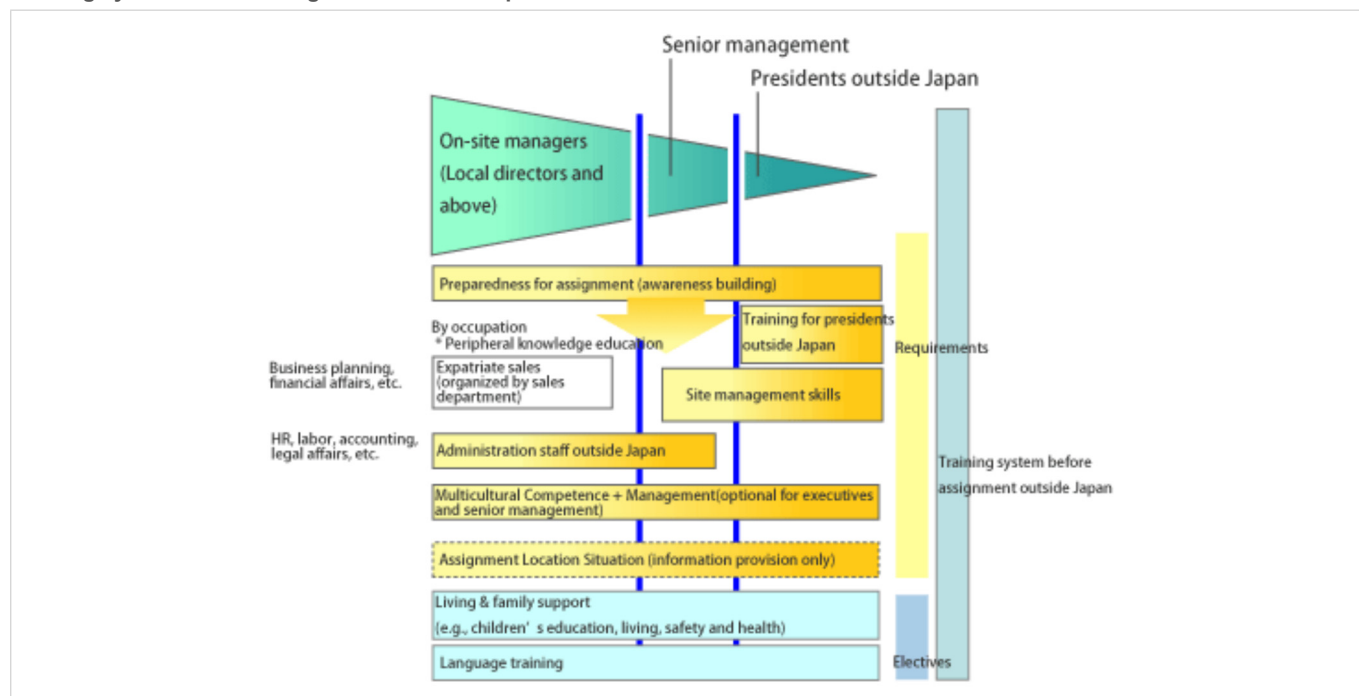 Senior management
Presidents outside Japan
On-site managers
(Local directors and
above)
Preparedness for assignment (awareness building)
By occupation
* Peripheral knowledge education
Training for presidents
outside Japan
Requirements
Business planning,
financial affairs, etc.
Expatriate sales
(organized by sales
department)
Site management skills
HR, labor, accounting,
legal affairs, etc.
Administration staff outside Japan
Training system before
assignment outside Japan
Multicultural Competence + Management(optional for executives
and senior management)
Assignment Location Situation (information provision only)
Living & family support
(e.g., children's education, living, safety and health)
Language training
Electives